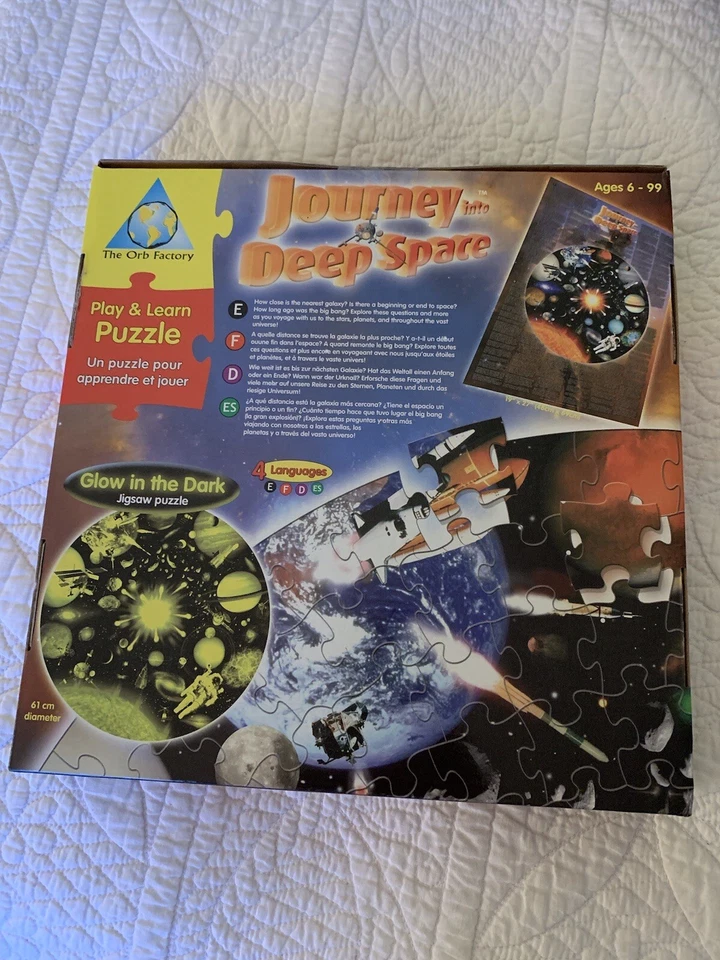 The Orb Factory
Play & Learn
Puzzle
Un puzzle pour
apprendre et jouer
Journey into
™
Deep Space
Ages 6 - 99
Journey
Deep Space
E
How close is the nearest galaxy? Is there a beginning or end to space?
How long ago was the big bang? Explore these questions and more
as you voyage with us to the stars, planets, and throughout the vast
universe!
F
A quelle distance se trouve la galaxie la plus proche? Y a-t-il un début
ou une fin dans l'espace? A quand remonte le big bang? Explore toutes
ces questions et plus encore en voyageant avec nous jusqu'aux étoiles
et planètes, et à travers le vaste univers!
D
Wie weit ist es bis zur nächsten Galaxie? Hat das Weltall einen Anfang
oder ein Ende? Wann war der Urknall? Erforsche diese Fragen und
viele mehr auf unsere Reise zu den Sternen, Planeten und durch das
riesige Universum!
ES
¿A qué distancia está la galaxia más cercana? ¿Tiene el espacio un
principio o un fin? ¿Cuánto tiempo hace que tuvo lugar el big bang
(la gran explosión)? ¡Explora estas preguntas y otras más
viajando con nosotros a las estrellas, los
planetas y a través del vasto universo!
4 Languages
E F D ES
Glow in the Dark
Jigsaw puzzle
61 cm
diameter